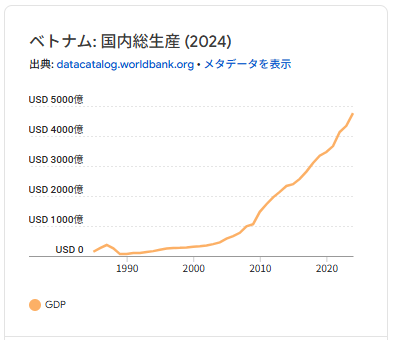 ベトナム: 国内総生産 (2024)
出典: datacatalog.worldbank.org • メタデータを表示
USD 5000億
USD 4000億
USD 3000億
USD 2000億
USD 1000億
USD 0
1990 2000 2010 2020
GDP